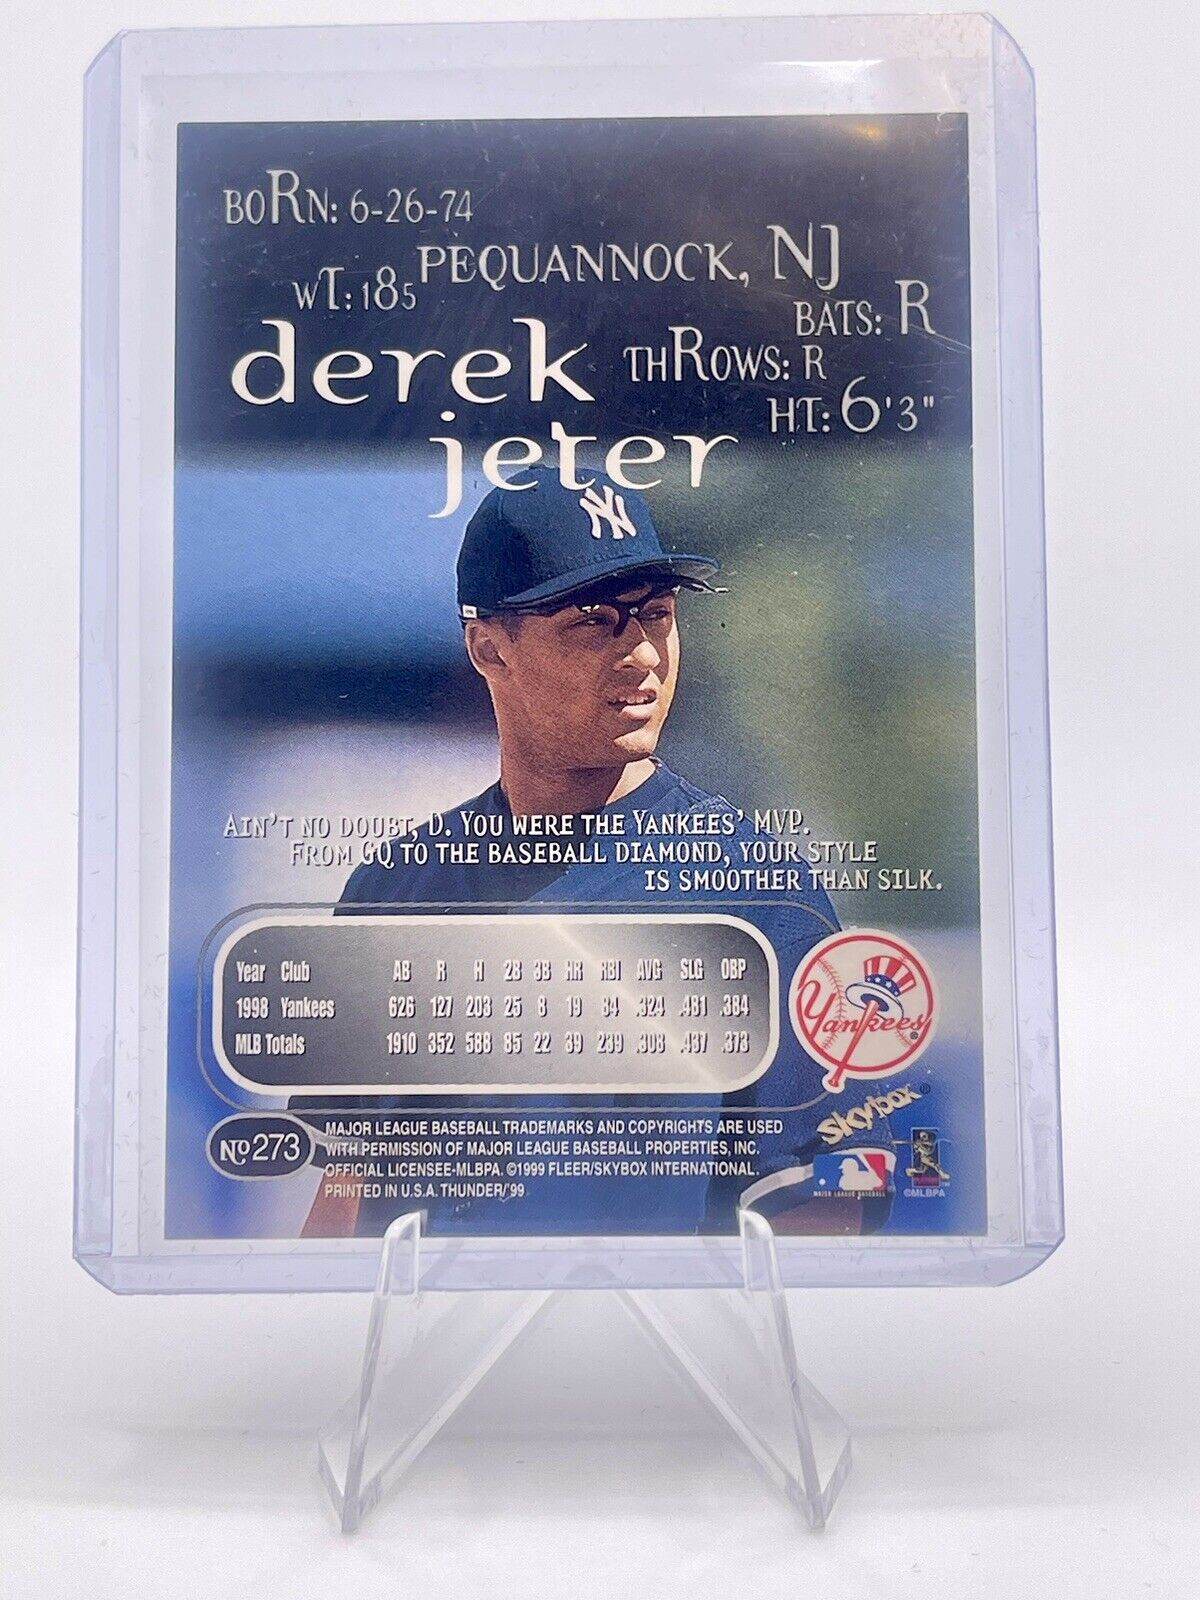 BORN: 6-26-74
PEQUANNOCK, NJ
WT: 185
BATS: R
derek
THROWS: R
HT: 6'3"
jeter
NY
AIN'T NO DOUBT, D. YOU WERE THE YANKEES' MVP.
FROM GQ TO THE BASEBALL DIAMOND, YOUR STYLE
IS SMOOTHER THAN SILK.
Year Club AB R H 2B 3B HR RBI AVG SLG OBP
1998 Yankees 626 127 203 25 8 19 84 .324 .481 .384
MLB Totals 1910 352 588 85 22 39 239 .308 .437 .373
Yankees®
skybox®
No 273
MAJOR LEAGUE BASEBALL TRADEMARKS AND COPYRIGHTS ARE USED
WITH PERMISSION OF MAJOR LEAGUE BASEBALL PROPERTIES, INC.
OFFICIAL LICENSEE-MLBPA. ©1999 FLEER/SKYBOX INTERNATIONAL.
PRINTED IN U.S.A. THUNDER/'99
MAJOR LEAGUE BASEBALL
©MLBPA